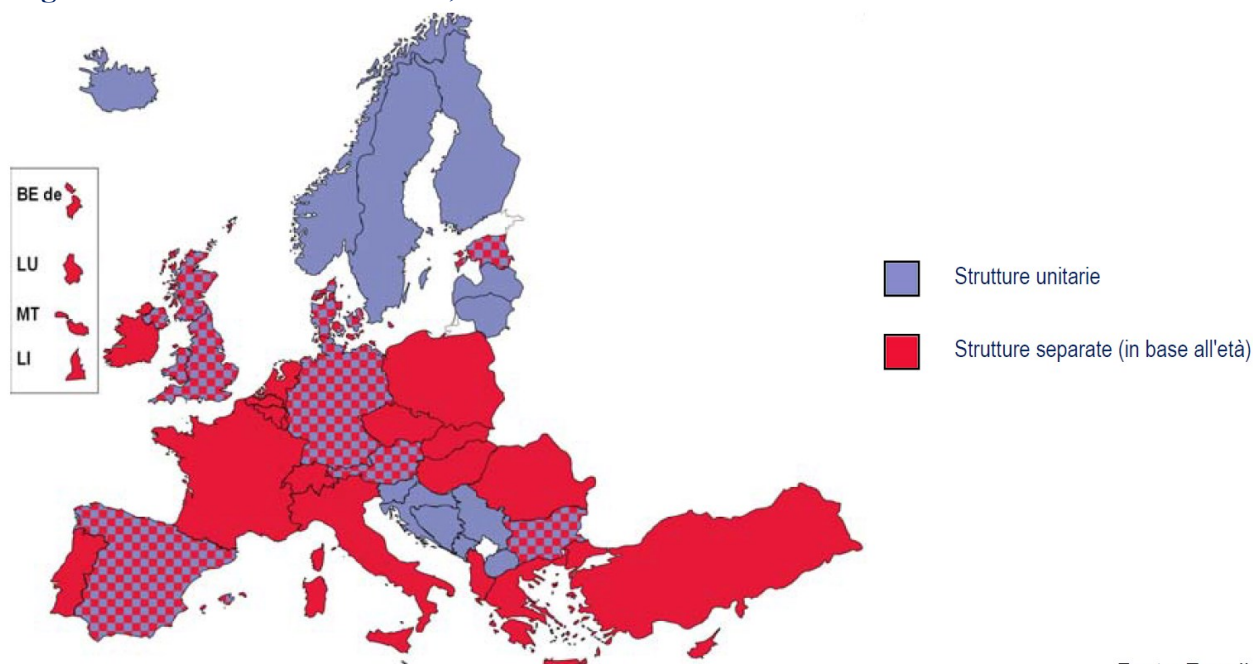 BE de
LU
MT
LI
Strutture unitarie
Strutture separate (in base all'età)